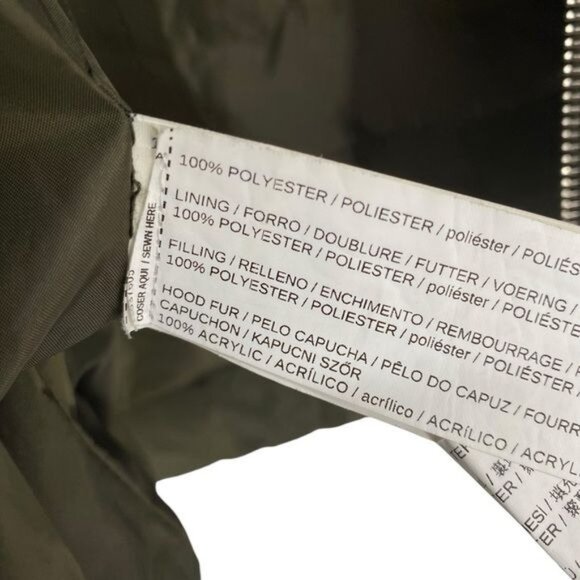 100% POLYESTER / POLIESTER / poliéster / POLIÉS
LINING / FORRO / DOUBLURE / FUTTER / VOERING /
100% POLYESTER / POLIESTER / poliéster / POLIÉSTE
FILLING / RELLENO / ENCHIMENTO / REMBOURRAGE /
100% POLYESTER / POLIESTER / poliéster / POLIÉSTER
HOOD FUR / PELO CAPUCHA / PÊLO DO CAPUZ / FOURR
CAPUCHON / KAPUCNI SZŐR
100% ACRYLIC / ACRÍLICO / acrílico / ACRÍLICO / ACRYL
COSER AQUI / SEWN HERE